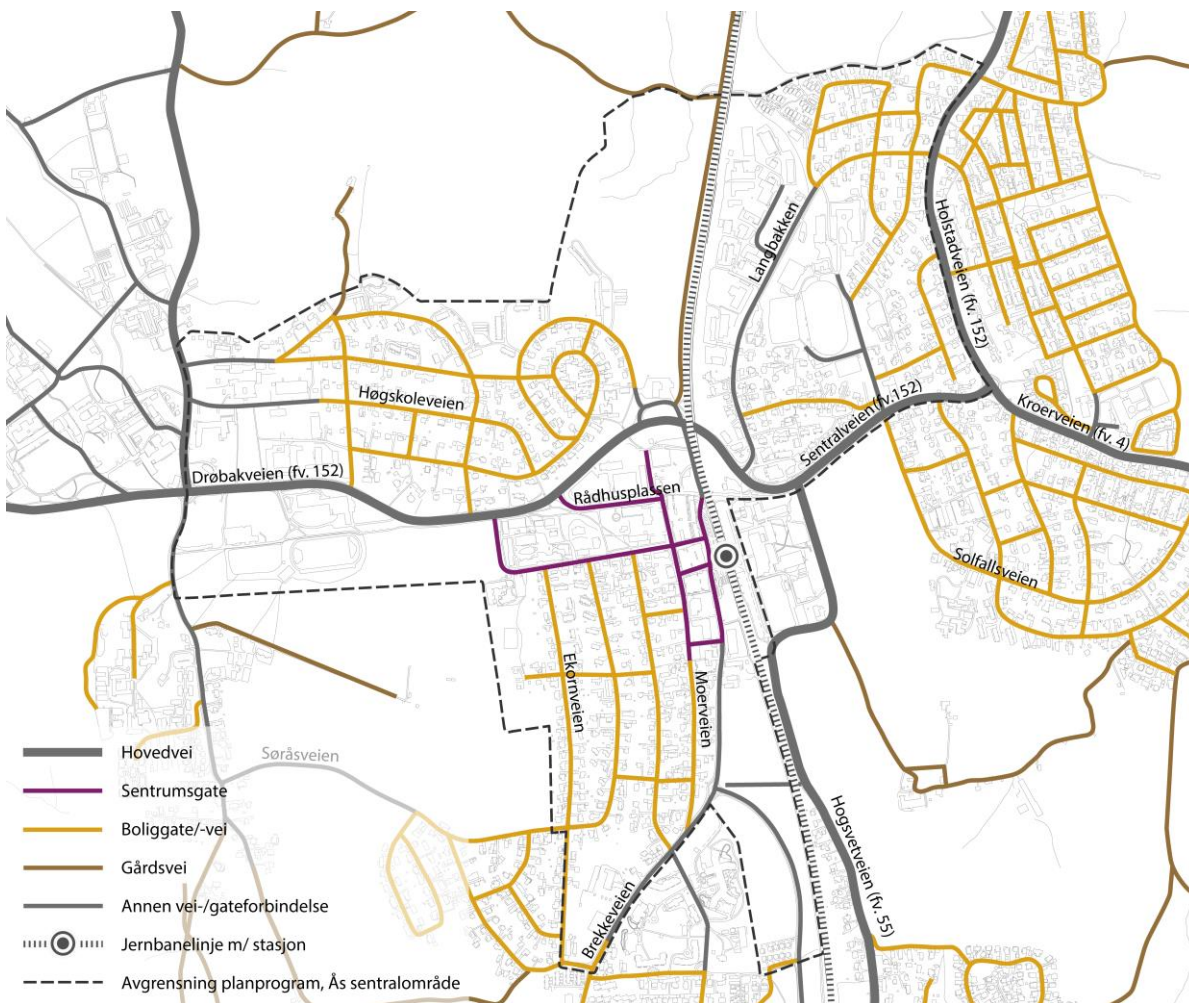 Langbakken
Holstadveien (fv. 152)
Høgskoleveien
Sentralveien (fv.152)
Kroerveien (fv. 4)
Drøbakveien (fv. 152)
Rådhusplassen
Solfallsveien
Ekornveien
Moerveien
Søråsveien
Hogsvetveien (fv. 55)
Brekkeveien
Hovedvei
Sentrumsgate
Boliggate/-vei
Gårdsvei
Annen vei-/gateforbindelse
Jernbanelinje m/ stasjon
Avgrensning planprogram, Ås sentralområde